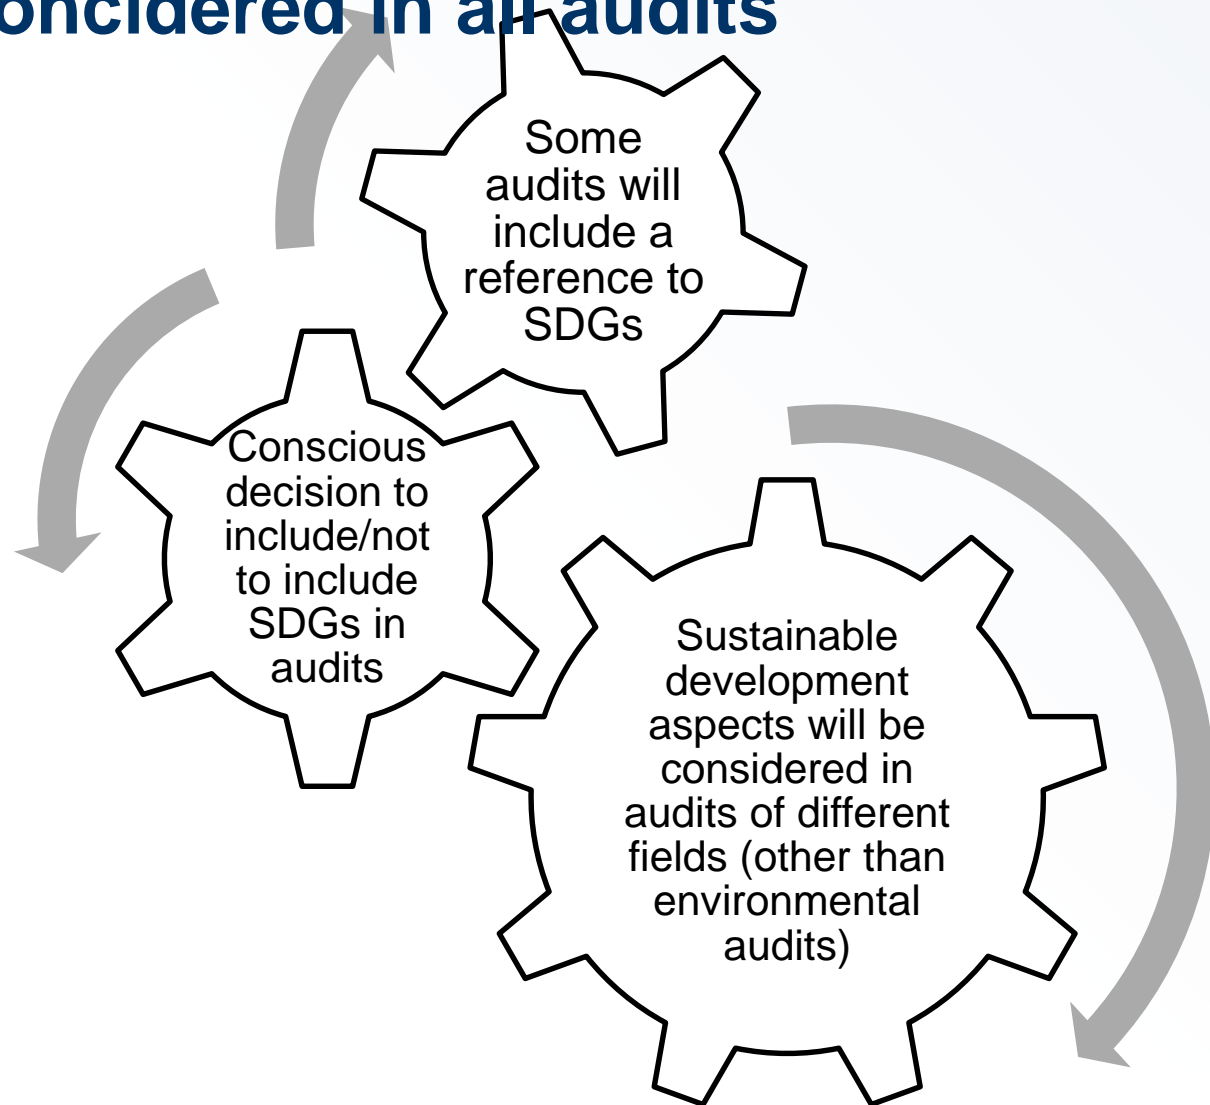 oncidered in all audits
Some
audits will
include a
reference to
SDGs
Conscious
decision to
include/not
to include
SDGs in
audits
Sustainable
development
aspects will be
considered in
audits of different
fields (other than
environmental
audits)